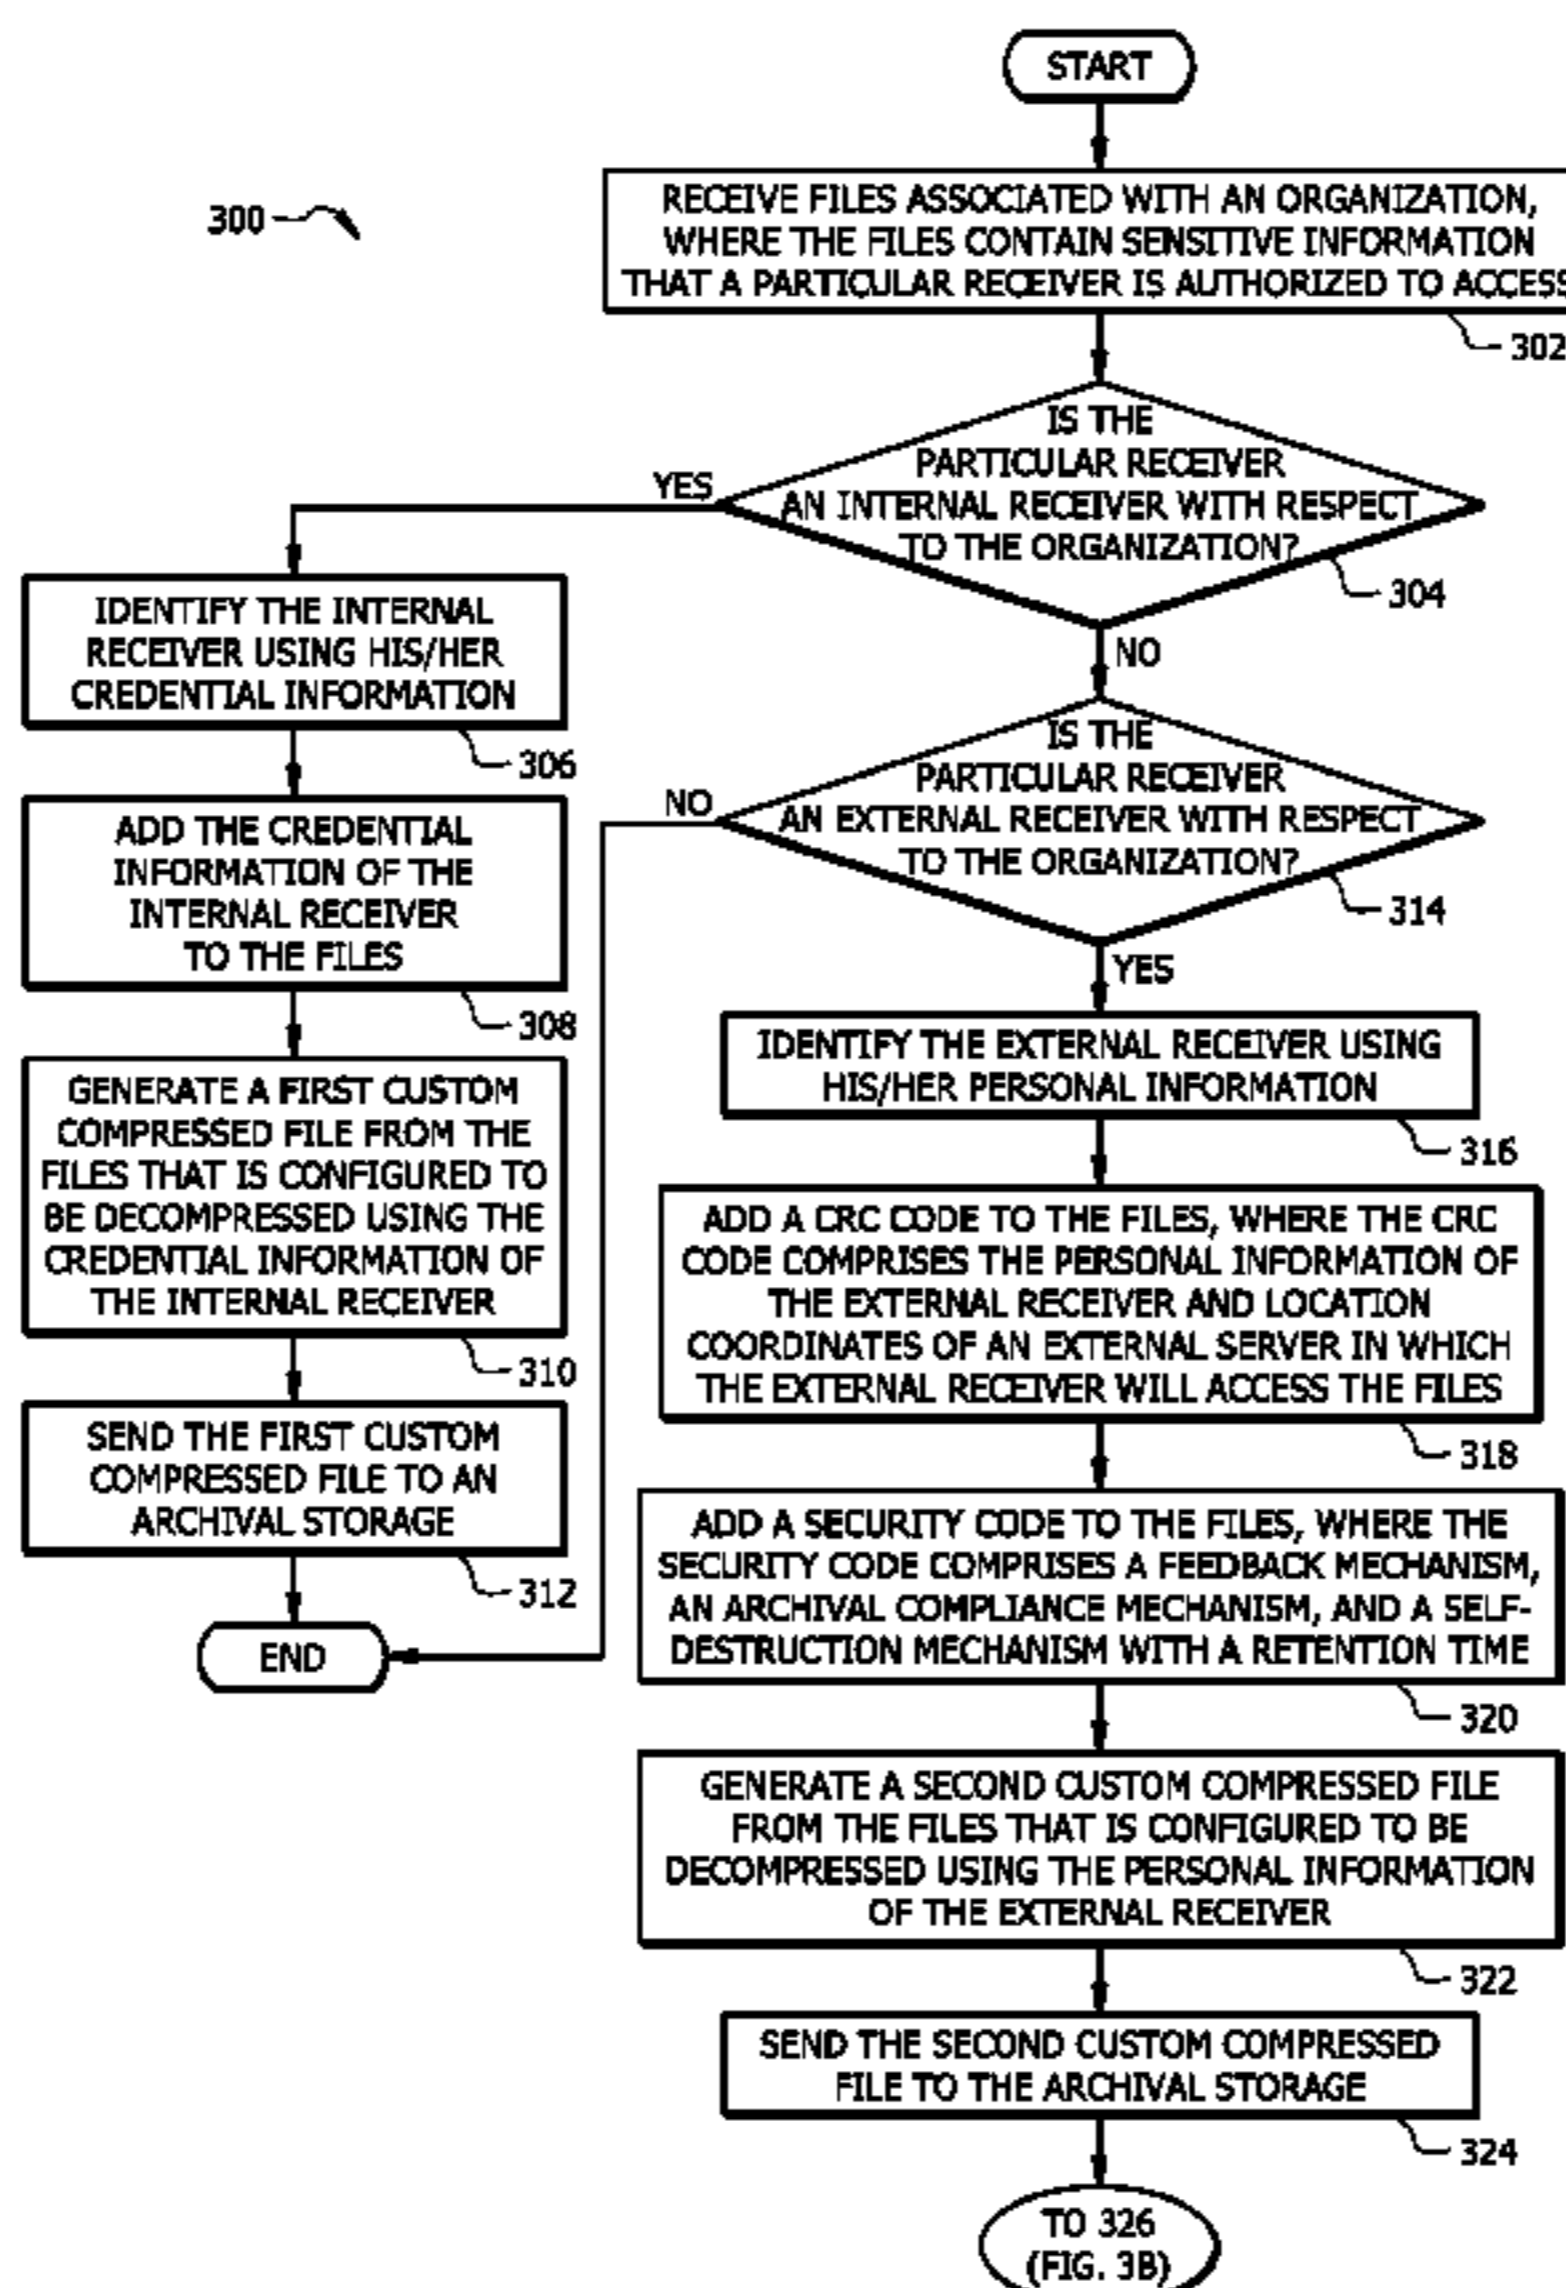 START
300
RECEIVE FILES ASSOCIATED WITH AN ORGANIZATION,
WHERE THE FILES CONTAIN SENSITIVE INFORMATION
THAT A PARTICULAR RECEIVER IS AUTHORIZED TO ACCESS
302
IS THE
PARTICULAR RECEIVER
AN INTERNAL RECEIVER WITH RESPECT
TO THE ORGANIZATION?
304
YES
NO
IDENTIFY THE INTERNAL
RECEIVER USING HIS/HER
CREDENTIAL INFORMATION
306
ADD THE CREDENTIAL
INFORMATION OF THE
INTERNAL RECEIVER
TO THE FILES
308
GENERATE A FIRST CUSTOM
COMPRESSED FILE FROM THE
FILES THAT IS CONFIGURED TO
BE DECOMPRESSED USING THE
CREDENTIAL INFORMATION OF
THE INTERNAL RECEIVER
310
SEND THE FIRST CUSTOM
COMPRESSED FILE TO AN
ARCHIVAL STORAGE
312
END
IS THE
PARTICULAR RECEIVER
AN EXTERNAL RECEIVER WITH RESPECT
TO THE ORGANIZATION?
314
NO
YES
IDENTIFY THE EXTERNAL RECEIVER USING
HIS/HER PERSONAL INFORMATION
316
ADD A CRC CODE TO THE FILES, WHERE THE CRC
CODE COMPRISES THE PERSONAL INFORMATION OF
THE EXTERNAL RECEIVER AND LOCATION
COORDINATES OF AN EXTERNAL SERVER IN WHICH
THE EXTERNAL RECEIVER WILL ACCESS THE FILES
318
ADD A SECURITY CODE TO THE FILES, WHERE THE
SECURITY CODE COMPRISES A FEEDBACK MECHANISM,
AN ARCHIVAL COMPLIANCE MECHANISM, AND A SELF-
DESTRUCTION MECHANISM WITH A RETENTION TIME
320
GENERATE A SECOND CUSTOM COMPRESSED FILE
FROM THE FILES THAT IS CONFIGURED TO BE
DECOMPRESSED USING THE PERSONAL INFORMATION
OF THE EXTERNAL RECEIVER
322
SEND THE SECOND CUSTOM COMPRESSED
FILE TO THE ARCHIVAL STORAGE
324
TO 326
(FIG. 3B)